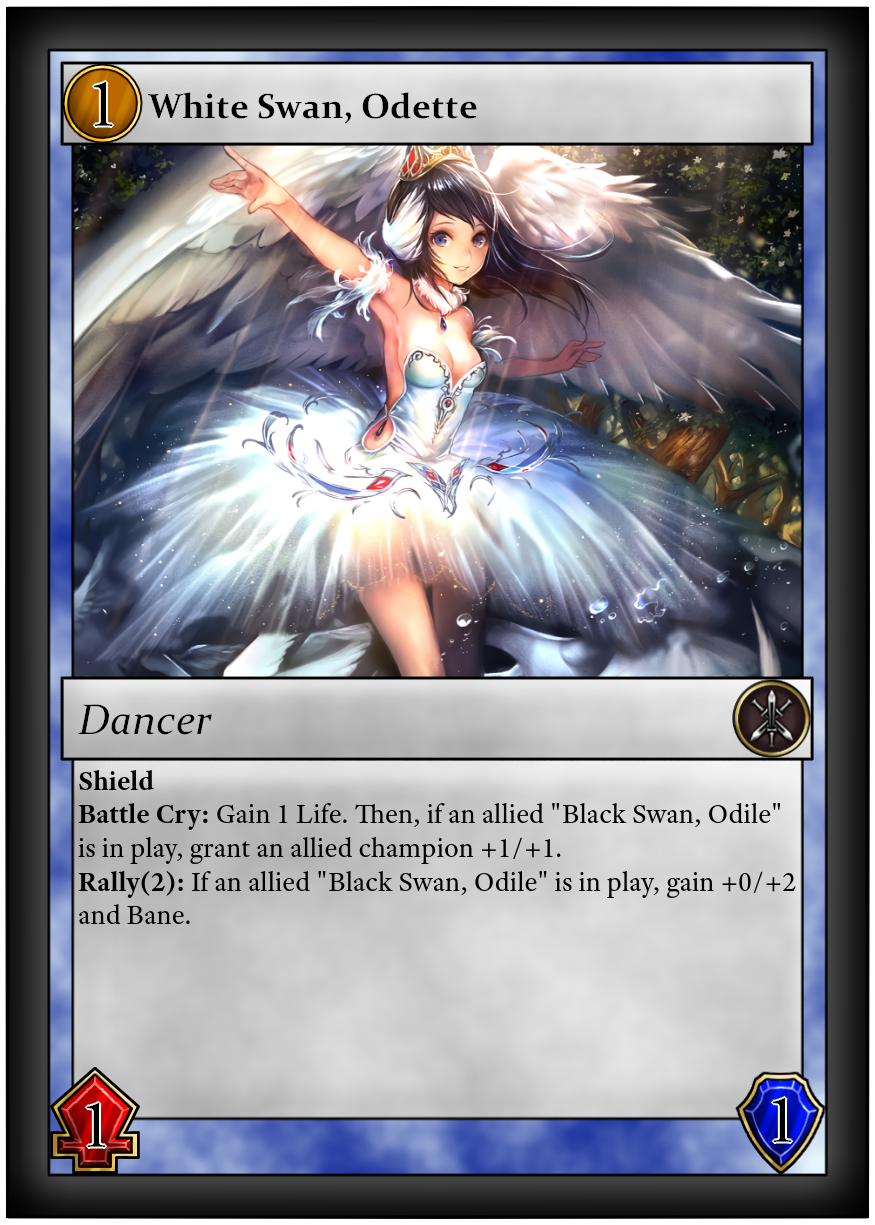 1 White Swan, Odette
Dancer
Shield
Battle Cry: Gain 1 Life. Then, if an allied "Black Swan, Odile"
is in play, grant an allied champion +1/+1.
Rally(2): If an allied "Black Swan, Odile" is in play, gain +0/+2
and Bane.
1 1